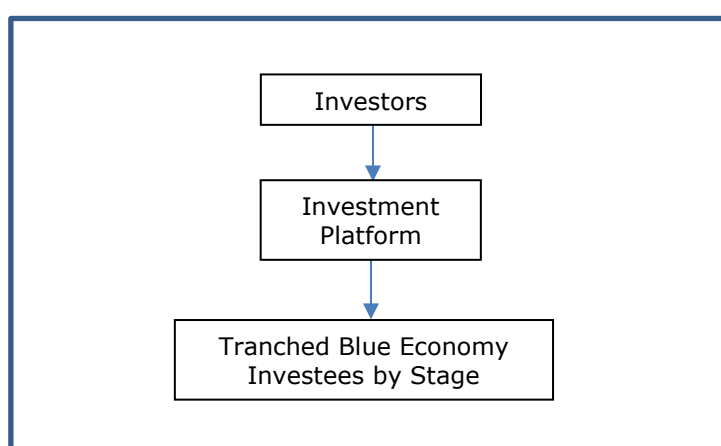 Investors
Investment
Platform
Tranched Blue Economy
Investees by Stage